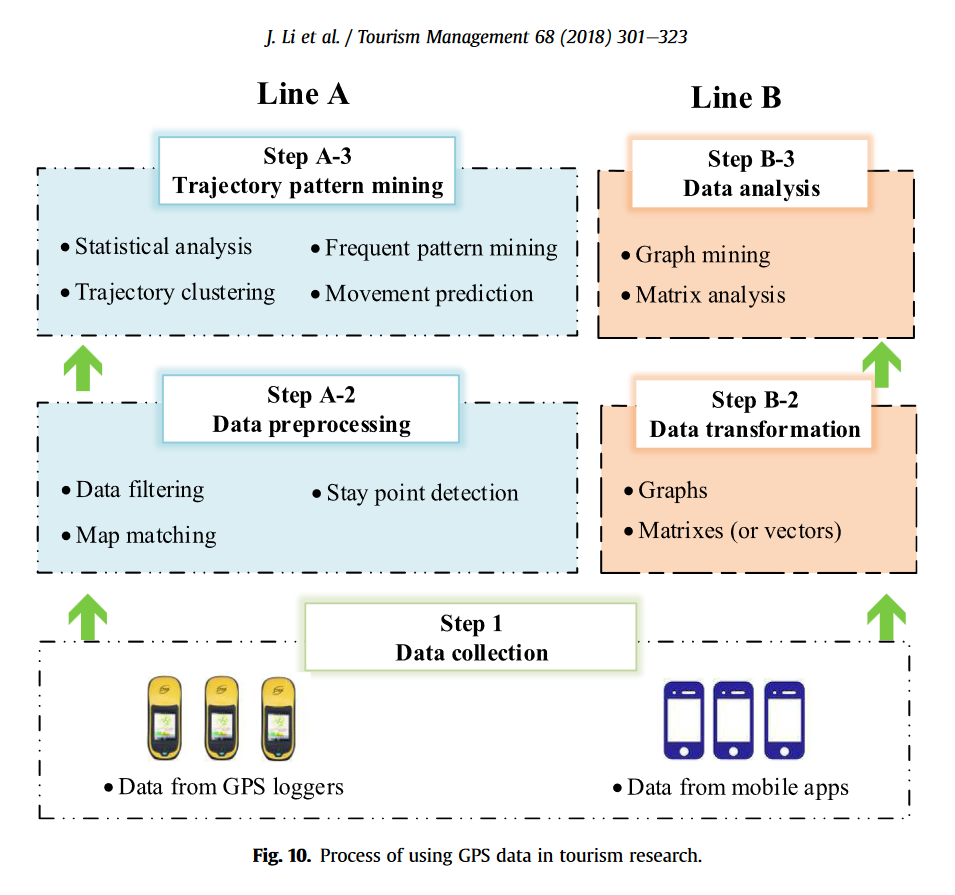 J. Li et al. / Tourism Management 68 (2018) 301—323
Line A
Line B
Step A-3
Trajectory pattern mining
• Statistical analysis
• Frequent pattern mining
• Trajectory clustering
• Movement prediction
Step B-3
Data analysis
• Graph mining
• Matrix analysis
Step A-2
Data preprocessing
• Data filtering
• Stay point detection
• Map matching
Step B-2
Data transformation
• Graphs
• Matrixes (or vectors)
Step 1
Data collection
• Data from GPS loggers
• Data from mobile apps
Fig. 10. Process of using GPS data in tourism research.